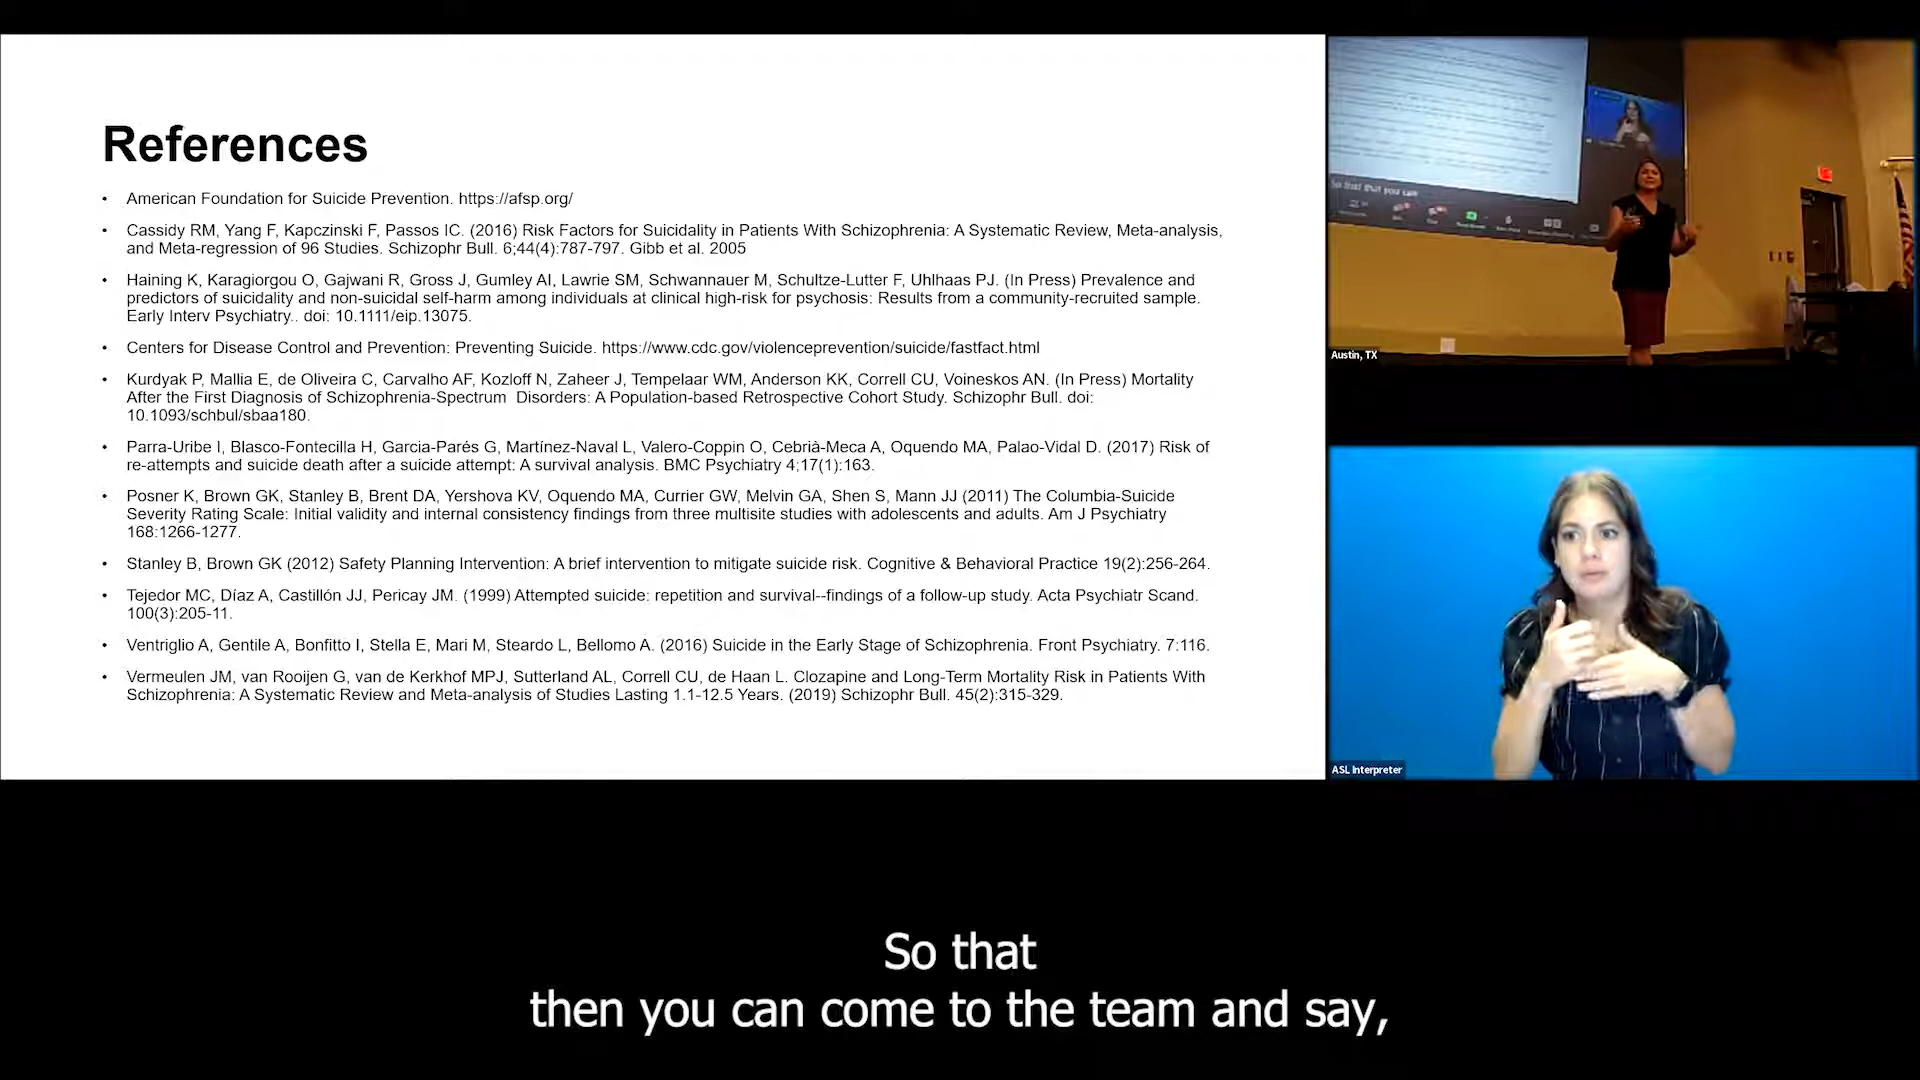 References
• American Foundation for Suicide Prevention. https://afsp.org/
• Cassidy RM, Yang F, Kapczinski F, Passos IC. (2016) Risk Factors for Suicidality in Patients With Schizophrenia: A Systematic Review, Meta-analysis,
and Meta-regression of 96 Studies. Schizophr Bull. 6;44(4):787-797. Gibb et al. 2005
• Haining K, Karagiorgou O, Gajwani R, Gross J, Gumley AI, Lawrie SM, Schwannauer M, Schultze-Lutter F, Uhlhaas PJ. (In Press) Prevalence and
predictors of suicidality and non-suicidal self-harm among individuals at clinical high-risk for psychosis: Results from a community-recruited sample.
Early Interv Psychiatry.. doi: 10.1111/eip.13075.
• Centers for Disease Control and Prevention: Preventing Suicide. https://www.cdc.gov/violenceprevention/suicide/fastfact.html
• Kurdyak P, Mallia E, de Oliveira C, Carvalho AF, Kozloff N, Zaheer J, Tempelaar WM, Anderson KK, Correll CU, Voineskos AN. (In Press) Mortality
After the First Diagnosis of Schizophrenia-Spectrum Disorders: A Population-based Retrospective Cohort Study. Schizophr Bull. doi:
10.1093/schbul/sbaa180.
• Parra-Uribe I, Blasco-Fontecilla H, Garcia-Parés G, Martínez-Naval L, Valero-Coppin O, Cebrià-Meca A, Oquendo MA, Palao-Vidal D. (2017) Risk of
re-attempts and suicide death after a suicide attempt: A survival analysis. BMC Psychiatry 4;17(1):163.
• Posner K, Brown GK, Stanley B, Brent DA, Yershova KV, Oquendo MA, Currier GW, Melvin GA, Shen S, Mann JJ (2011) The Columbia-Suicide
Severity Rating Scale: Initial validity and internal consistency findings from three multisite studies with adolescents and adults. Am J Psychiatry
168:1266-1277.
• Stanley B, Brown GK (2012) Safety Planning Intervention: A brief intervention to mitigate suicide risk. Cognitive & Behavioral Practice 19(2):256-264.
• Tejedor MC, Díaz A, Castillón JJ, Pericay JM. (1999) Attempted suicide: repetition and survival--findings of a follow-up study. Acta Psychiatr Scand.
100(3):205-11.
• Ventriglio A, Gentile A, Bonfitto I, Stella E, Mari M, Steardo L, Bellomo A. (2016) Suicide in the Early Stage of Schizophrenia. Front Psychiatry. 7:116.
• Vermeulen JM, van Rooijen G, van de Kerkhof MPJ, Sutterland AL, Correll CU, de Haan L. Clozapine and Long-Term Mortality Risk in Patients With
Schizophrenia: A Systematic Review and Meta-analysis of Studies Lasting 1.1-12.5 Years. (2019) Schizophr Bull. 45(2):315-329.
So that you can
Austin, TX
ASL Interpreter
So that
then you can come to the team and say,